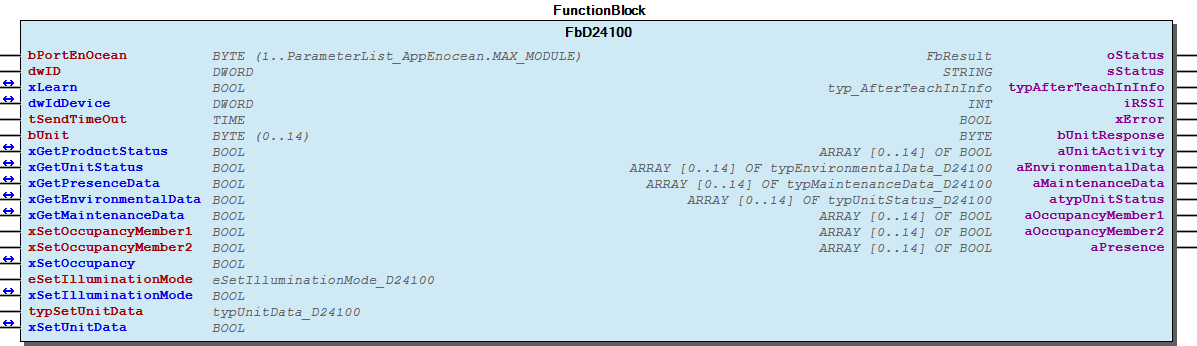 FunctionBlock
FbD24100
bPortEnOcean BYTE (1..ParameterList_AppEnocean.MAX_MODULE) FbResult oStatus
dwID DWORD STRING sStatus
xLearn BOOL typ_AfterTeachInInfo typAfterTeachInInfo
dwIdDevice DWORD INT iRSSI
tSendTimeOut TIME BOOL xError
bUnit BYTE (0..14) BYTE bUnitResponse
xGetProductStatus BOOL ARRAY [0..14] OF BOOL aUnitActivity
xGetUnitStatus BOOL ARRAY [0..14] OF typEnvironmentalData_D24100 aEnvironmentalData
xGetPresenceData BOOL ARRAY [0..14] OF typMaintenanceData_D24100 aMaintenanceData
xGetEnvironmentalData BOOL ARRAY [0..14] OF typUnitStatus_D24100 atypUnitStatus
xGetMaintenanceData BOOL ARRAY [0..14] OF BOOL aOccupancyMember1
xSetOccupancyMember1 BOOL ARRAY [0..14] OF BOOL aOccupancyMember2
xSetOccupancyMember2 BOOL ARRAY [0..14] OF BOOL aPresence
xSetOccupancy BOOL
eSetIlluminationMode eSetIlluminationMode_D24100
xSetIlluminationMode BOOL
typSetUnitData typUnitData_D24100
xSetUnitData BOOL